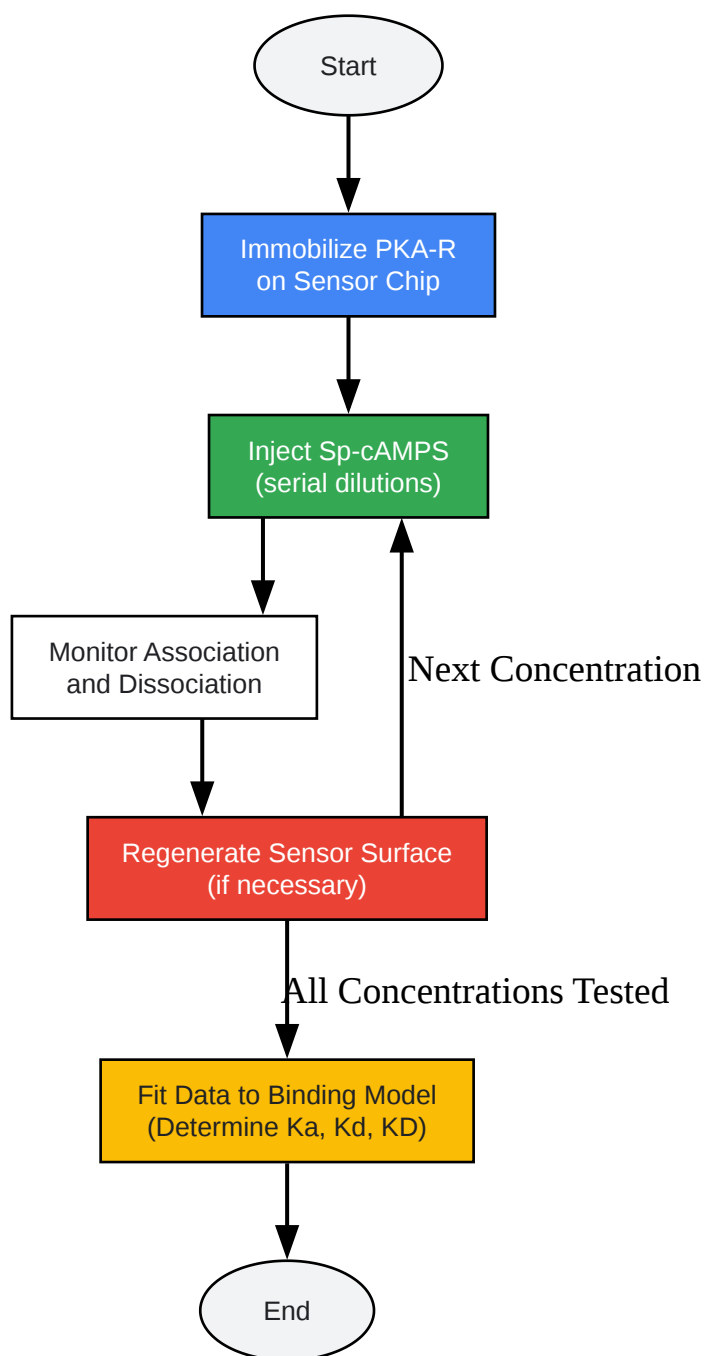 Start
Immobilize PKA-R
on Sensor Chip
Inject Sp-cAMPS
(serial dilutions)
Monitor Association
and Dissociation
Next Concentration
Regenerate Sensor Surface
(if necessary)
All Concentrations Tested
Fit Data to Binding Model
(Determine Ka, Kd, KD)
End